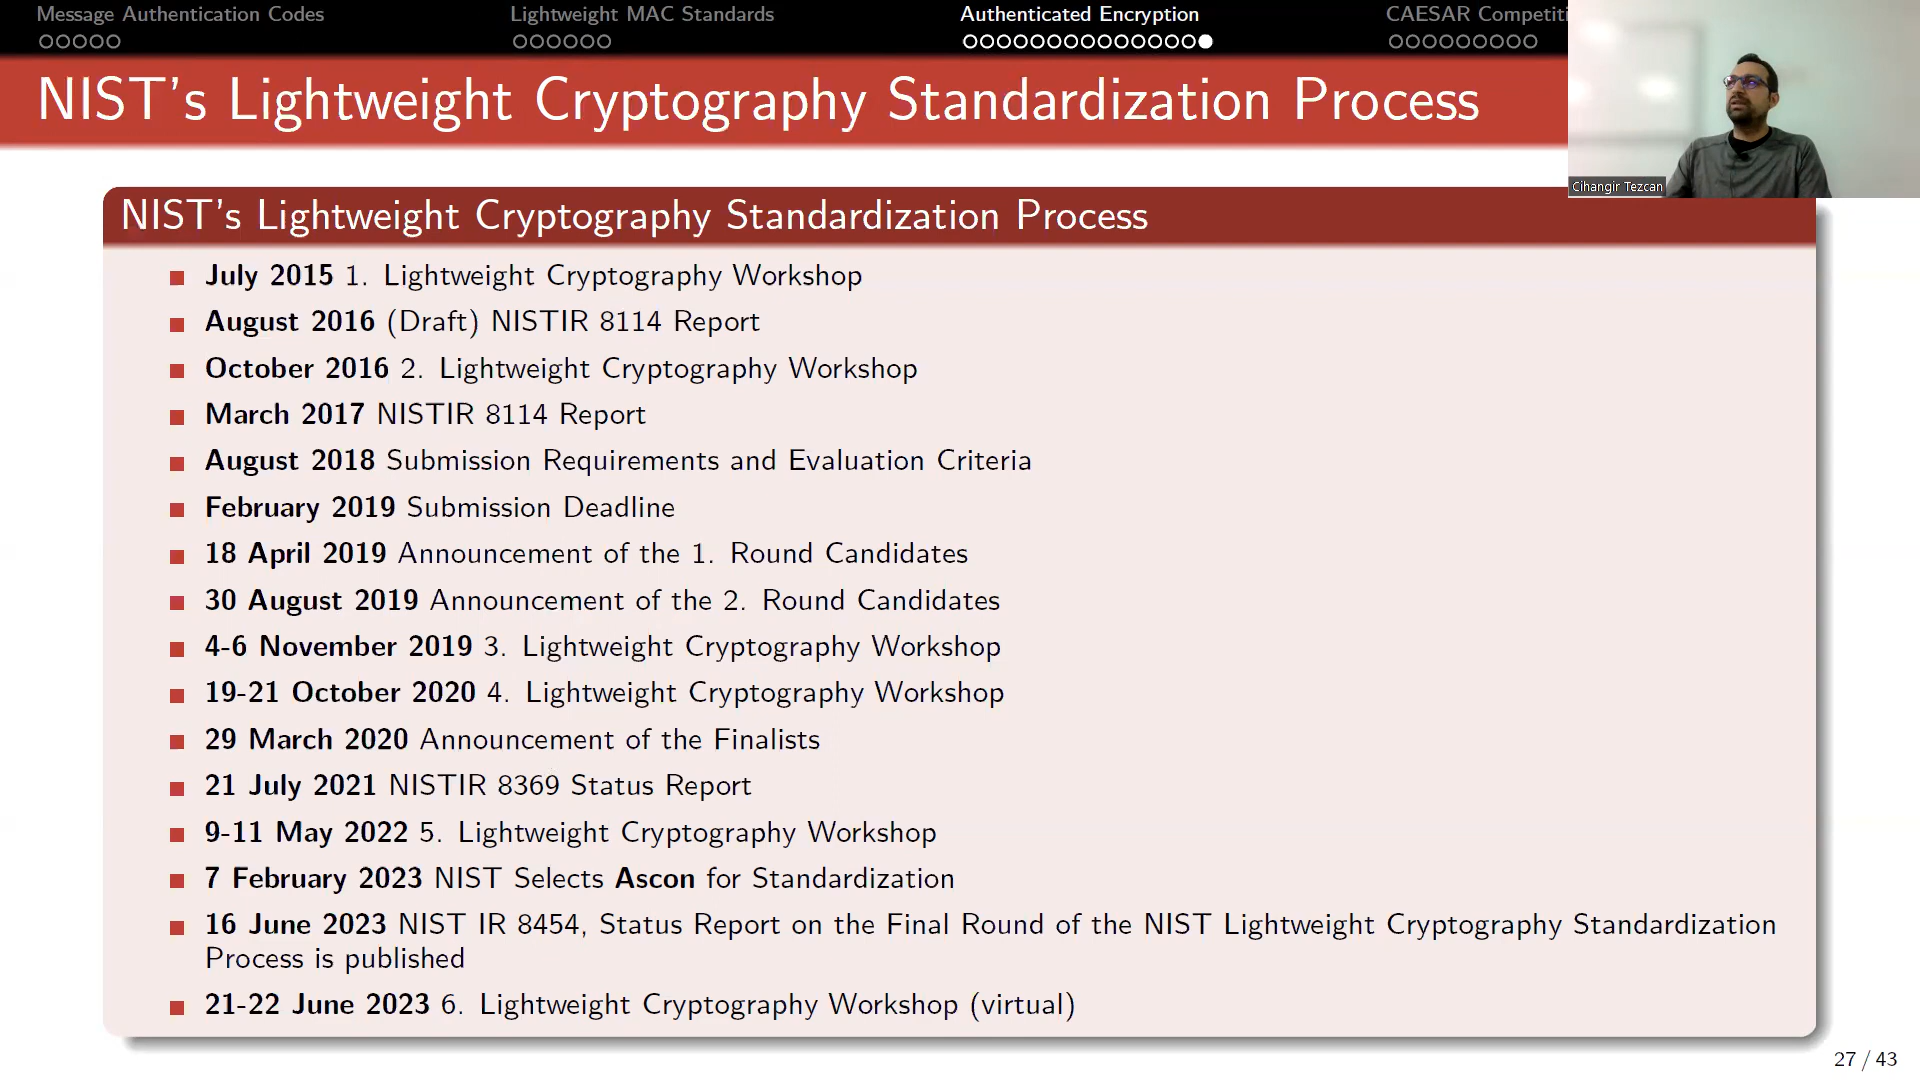 Message Authentication Codes
Lightweight MAC Standards
Authenticated Encryption
CAESAR Competiti
NIST's Lightweight Cryptography Standardization Process
Cihangir Tezcan
NIST's Lightweight Cryptography Standardization Process
July 2015 1. Lightweight Cryptography Workshop
August 2016 (Draft) NISTIR 8114 Report
October 2016 2. Lightweight Cryptography Workshop
March 2017 NISTIR 8114 Report
August 2018 Submission Requirements and Evaluation Criteria
February 2019 Submission Deadline
18 April 2019 Announcement of the 1. Round Candidates
30 August 2019 Announcement of the 2. Round Candidates
4-6 November 2019 3. Lightweight Cryptography Workshop
19-21 October 2020 4. Lightweight Cryptography Workshop
29 March 2020 Announcement of the Finalists
21 July 2021 NISTIR 8369 Status Report
9-11 May 2022 5. Lightweight Cryptography Workshop
7 February 2023 NIST Selects Ascon for Standardization
16 June 2023 NIST IR 8454, Status Report on the Final Round of the NIST Lightweight Cryptography Standardization
Process is published
21-22 June 2023 6. Lightweight Cryptography Workshop (virtual)
27 / 43